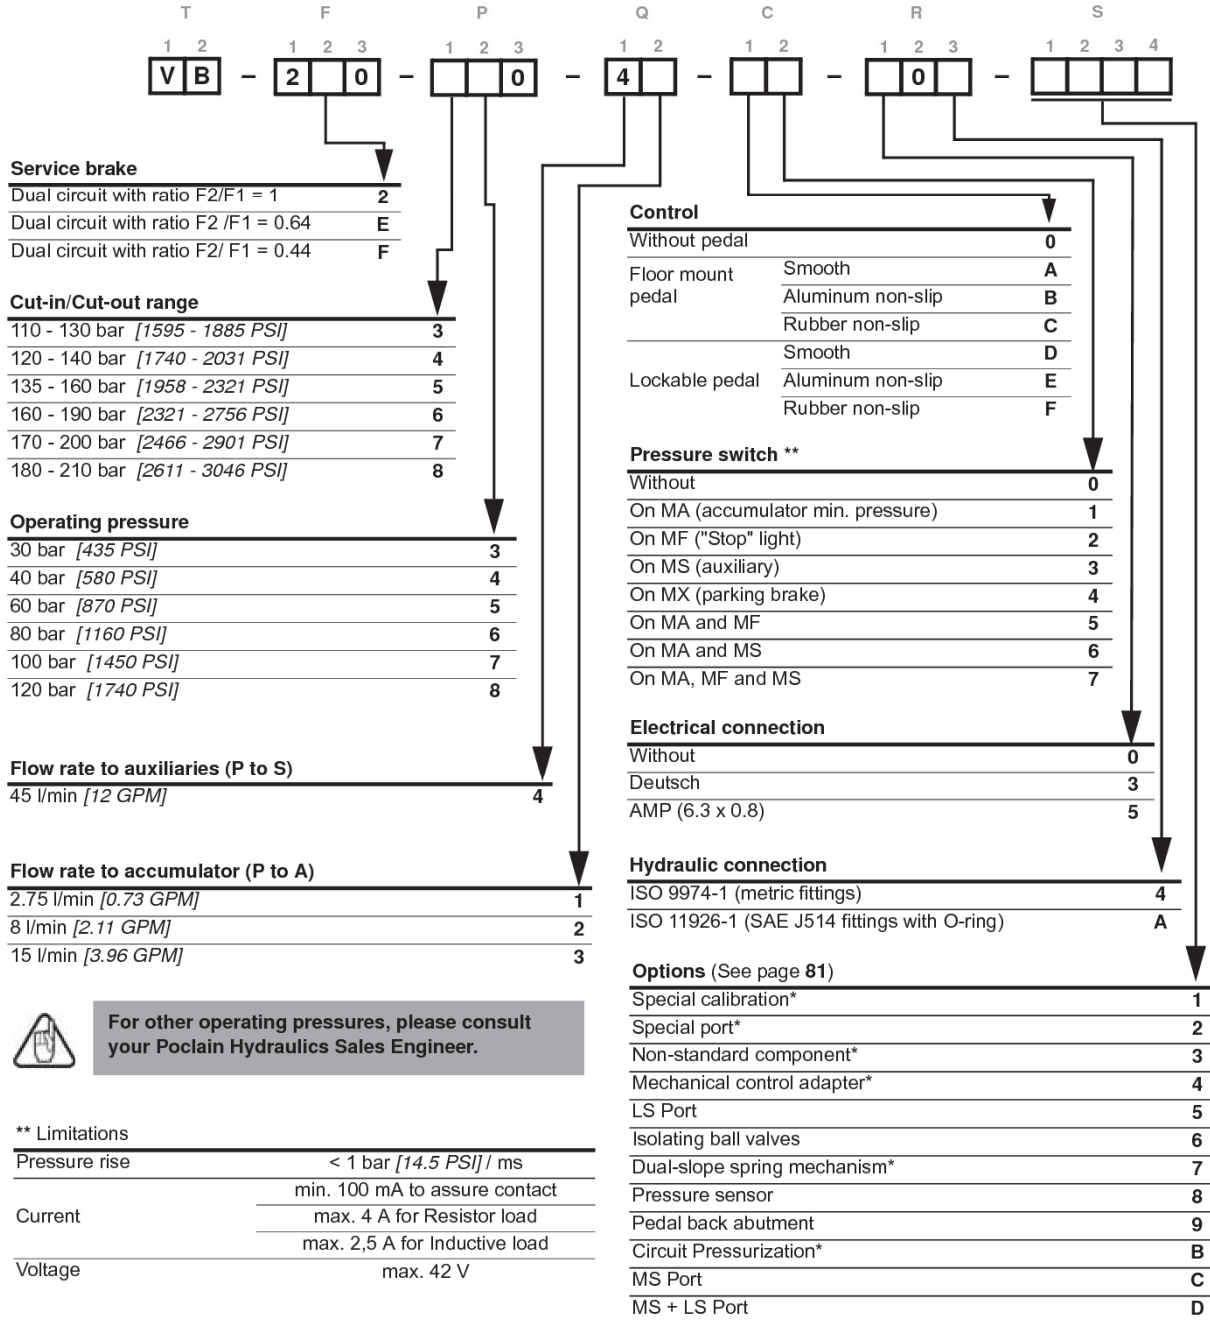 T F P Q C R S
1 2 1 2 3 1 2 3 1 2 1 2 1 2 3 1 2 3 4
V B – 2 0 – 0 – 4 – – 0 –
Service brake
Dual circuit with ratio F2/F1 = 1 2
Dual circuit with ratio F2 /F1 = 0.64 E
Dual circuit with ratio F2/ F1 = 0.44 F
Cut-in/Cut-out range
110 - 130 bar [1595 - 1885 PSI] 3
120 - 140 bar [1740 - 2031 PSI] 4
135 - 160 bar [1958 - 2321 PSI] 5
160 - 190 bar [2321 - 2756 PSI] 6
170 - 200 bar [2466 - 2901 PSI] 7
180 - 210 bar [2611 - 3046 PSI] 8
Operating pressure
30 bar [435 PSI] 3
40 bar [580 PSI] 4
60 bar [870 PSI] 5
80 bar [1160 PSI] 6
100 bar [1450 PSI] 7
120 bar [1740 PSI] 8
Flow rate to auxiliaries (P to S)
45 l/min [12 GPM] 4
Flow rate to accumulator (P to A)
2.75 l/min [0.73 GPM] 1
8 l/min [2.11 GPM] 2
15 l/min [3.96 GPM] 3
For other operating pressures, please consult
your Poclain Hydraulics Sales Engineer.
** Limitations
Pressure rise < 1 bar [14.5 PSI] / ms
min. 100 mA to assure contact
Current max. 4 A for Resistor load
max. 2,5 A for Inductive load
Voltage max. 42 V
Control
Without pedal 0
Floor mount
pedal
Smooth A
Aluminum non-slip B
Rubber non-slip C
Smooth D
Lockable pedal Aluminum non-slip E
Rubber non-slip F
Pressure switch **
Without 0
On MA (accumulator min. pressure) 1
On MF ("Stop" light) 2
On MS (auxiliary) 3
On MX (parking brake) 4
On MA and MF 5
On MA and MS 6
On MA, MF and MS 7
Electrical connection
Without 0
Deutsch 3
AMP (6.3 x 0.8) 5
Hydraulic connection
ISO 9974-1 (metric fittings) 4
ISO 11926-1 (SAE J514 fittings with O-ring) A
Options (See page 81)
Special calibration* 1
Special port* 2
Non-standard component* 3
Mechanical control adapter* 4
LS Port 5
Isolating ball valves 6
Dual-slope spring mechanism* 7
Pressure sensor 8
Pedal back abutment 9
Circuit Pressurization* B
MS Port C
MS + LS Port D